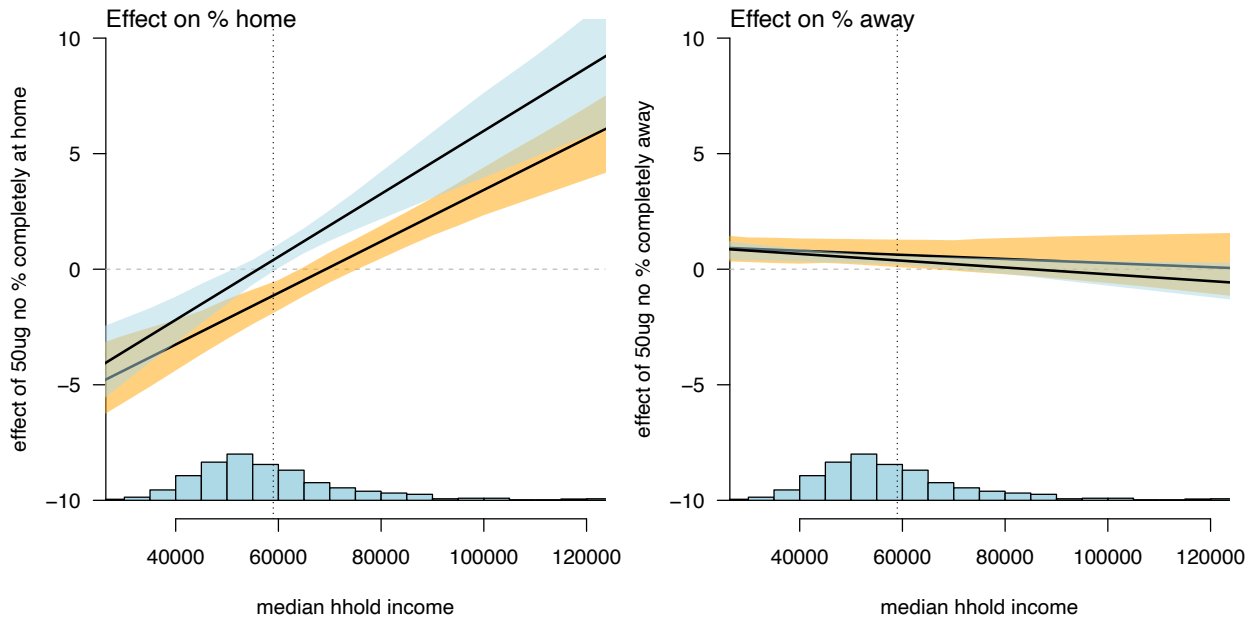 Effect on % home
effect of 50ug no % completely at home
10
5
0
−5
−10
40000 60000 80000 100000 120000
median hhold income
Effect on % away
effect of 50ug no % completely away
10
5
0
−5
−10
40000 60000 80000 100000 120000
median hhold income